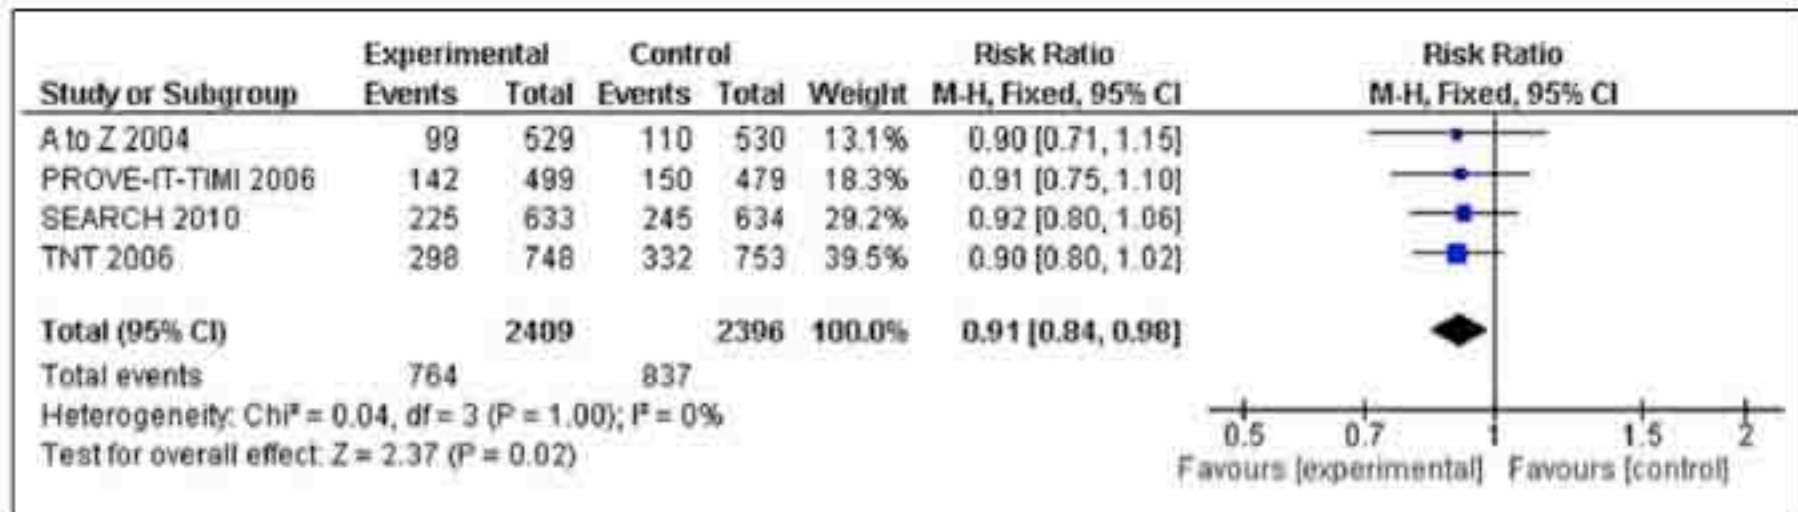 Experimental Control Risk Ratio Risk Ratio
Study or Subgroup Events Total Events Total Weight M-H, Fixed, 95% CI M-H, Fixed, 95% CI
A to Z 2004 99 529 110 530 13.1% 0.90 [0.71, 1.15]
PROVE-IT-TIMI 2006 142 499 150 479 18.3% 0.91 [0.75, 1.10]
SEARCH 2010 225 633 245 634 29.2% 0.92 [0.80, 1.06]
TNT 2006 298 748 332 753 39.5% 0.90 [0.80, 1.02]
Total (95% CI) 2409 2396 100.0% 0.91 [0.84, 0.98]
Total events 764 837
Heterogeneity: Chi² = 0.04, df = 3 (P = 1.00); I² = 0%
Test for overall effect: Z = 2.37 (P = 0.02)
0.5 0.7 1 1.5 2
Favours [experimental] Favours [control]